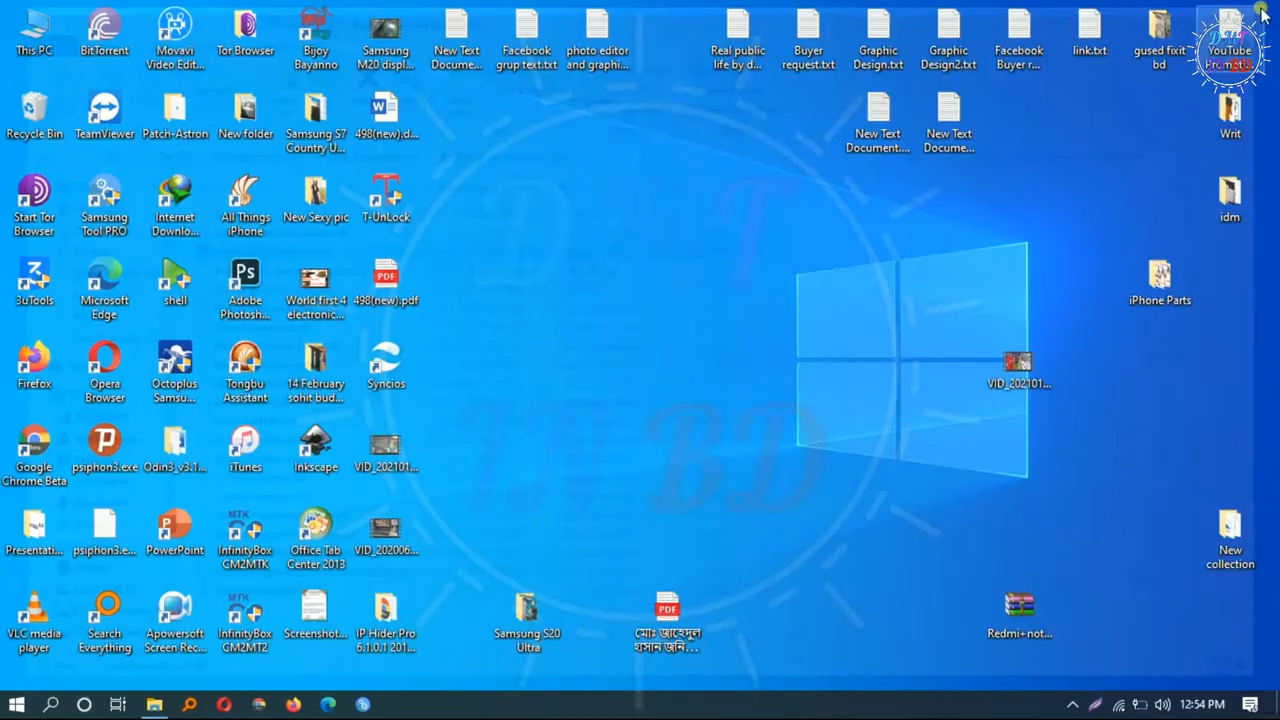 This PC
BitTorrent
Movavi
Video Edit...
Tor Browser
Bijoy
Bayanno
Samsung
M20 displ...
New Text
Docume...
Facebook
grup text.txt
photo editor
and graphi...
Real public
life by d...
Buyer
request.txt
Graphic
Design.txt
Graphic
Design2.txt
Facebook
Buyer r...
link.txt
gused fixit
bd
YouTube
Recycle Bin
TeamViewer
Patch-Astron
New folder
Samsung S7
Country U...
498(new).d...
New Text
Document....
New Text
Docume...
Writ
Start Tor
Browser
Samsung
Tool PRO
Internet
Downlo...
All Things
iPhone
New Sexy pic
T-UnLock
idm
3uTools
Microsoft
Edge
shell
Ps
Adobe
Photosh...
World first 4
electronic...
PDF
498(new).pdf
iPhone Parts
Firefox
Opera
Browser
Octoplus
Samsu...
Tongbu
Assistant
14 February
sohit bud...
Syncios
VID_202101...
Google
Chrome Beta
psiphon3.exe
Odin3_v3.1...
iTunes
Inkscape
VID_202101...
Presentati...
psiphon3.e...
PowerPoint
MTK
InfinityBox
CM2MTK
Office Tab
Center 2013
VID_202006...
New
collection
VLC media
player
Search
Everything
Apowersoft
Screen Rec...
MTK
InfinityBox
CM2MT2
Screenshot...
IP Hider Pro
6.1.0.1 201...
Samsung S20
Ultra
PDF
মোঃ জাহেদুল
হাসান জনি...
Redmi+not...
D H T
IN BD
12:54 PM